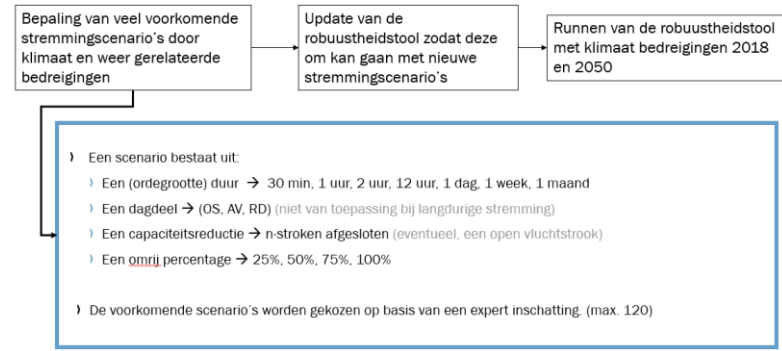 Bepaling van veel voorkomende
stremmingscenario's door
klimaat en weer gerelateerde
bedreigingen
Update van de
robuustheidstool zodat deze
om kan gaan met nieuwe
stremmingscenario's
Runnen van de robuustheidstool
met klimaat bedreigingen 2018
en 2050
⟩ Een scenario bestaat uit:
⟩ Een (ordegrootte) duur → 30 min, 1 uur, 2 uur, 12 uur, 1 dag, 1 week, 1 maand
⟩ Een dagdeel → (OS, AV, RD) (niet van toepassing bij langdurige stremming)
⟩ Een capaciteitsreductie → n-stroken afgesloten (eventueel, een open vluchtstrook)
⟩ Een omrij percentage → 25%, 50%, 75%, 100%
⟩ De voorkomende scenario's worden gekozen op basis van een expert inschatting. (max. 120)